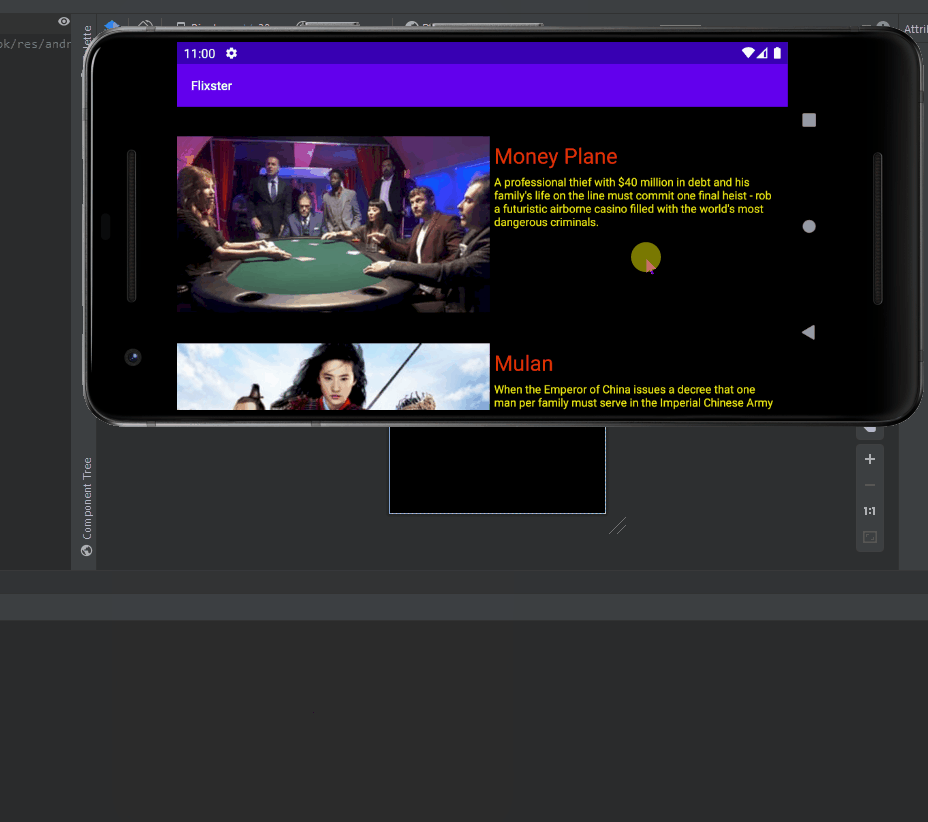 ok/res/andr
Attri
11:00
Flixster
Money Plane
A professional thief with $40 million in debt and his
family's life on the line must commit one final heist - rob
a futuristic airborne casino filled with the world's most
dangerous criminals.
Mulan
When the Emperor of China issues a decree that one
man per family must serve in the Imperial Chinese Army
Component Tree
1:1